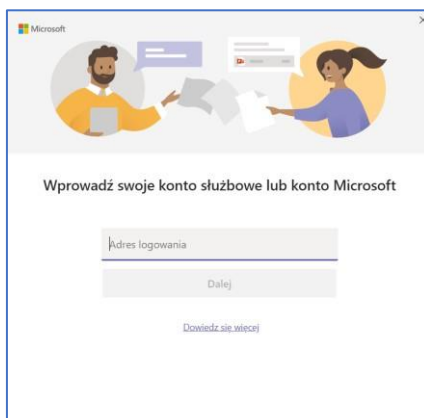 Microsoft
Wprowadź swoje konto służbowe lub konto Microsoft
Adres logowania
Dalej
Dowiedz się więcej